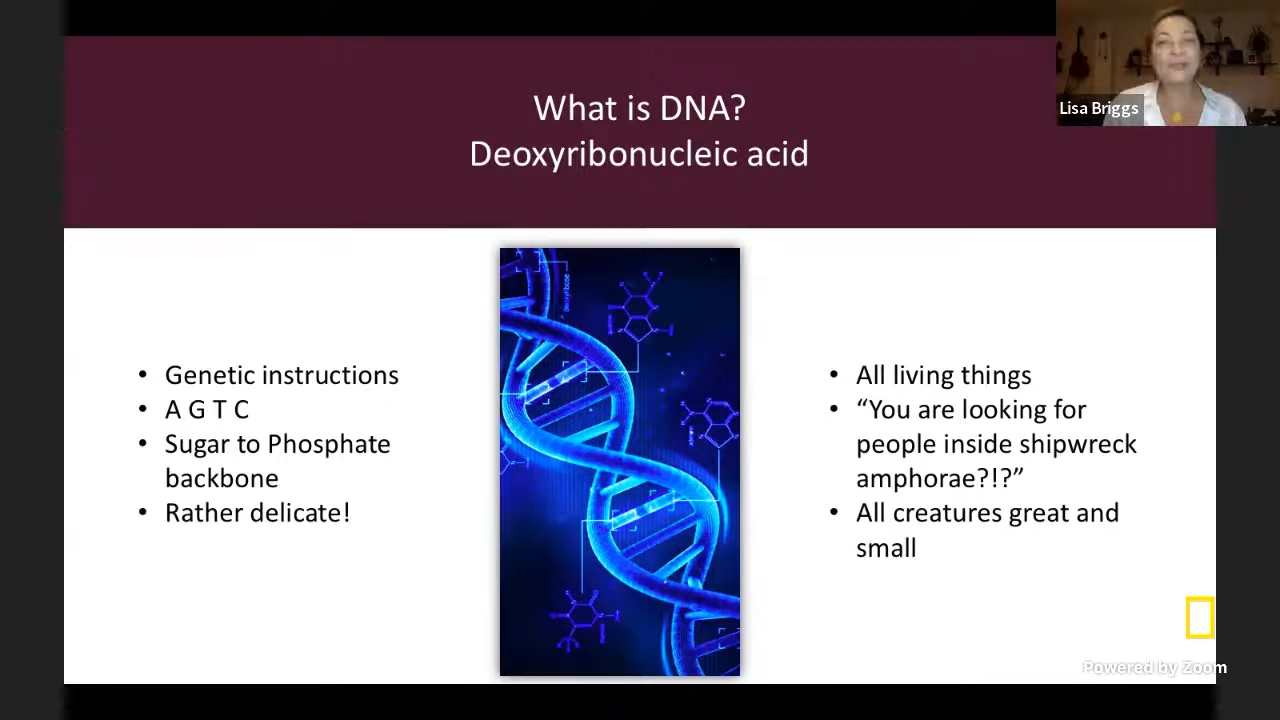 Lisa Briggs
What is DNA?
Deoxyribonucleic acid
• Genetic instructions
• A G T C
• Sugar to Phosphate
backbone
• Rather delicate!
deoxyribose
• All living things
• “You are looking for
people inside shipwreck
amphorae?!?”
• All creatures great and
small
Powered by Zoom